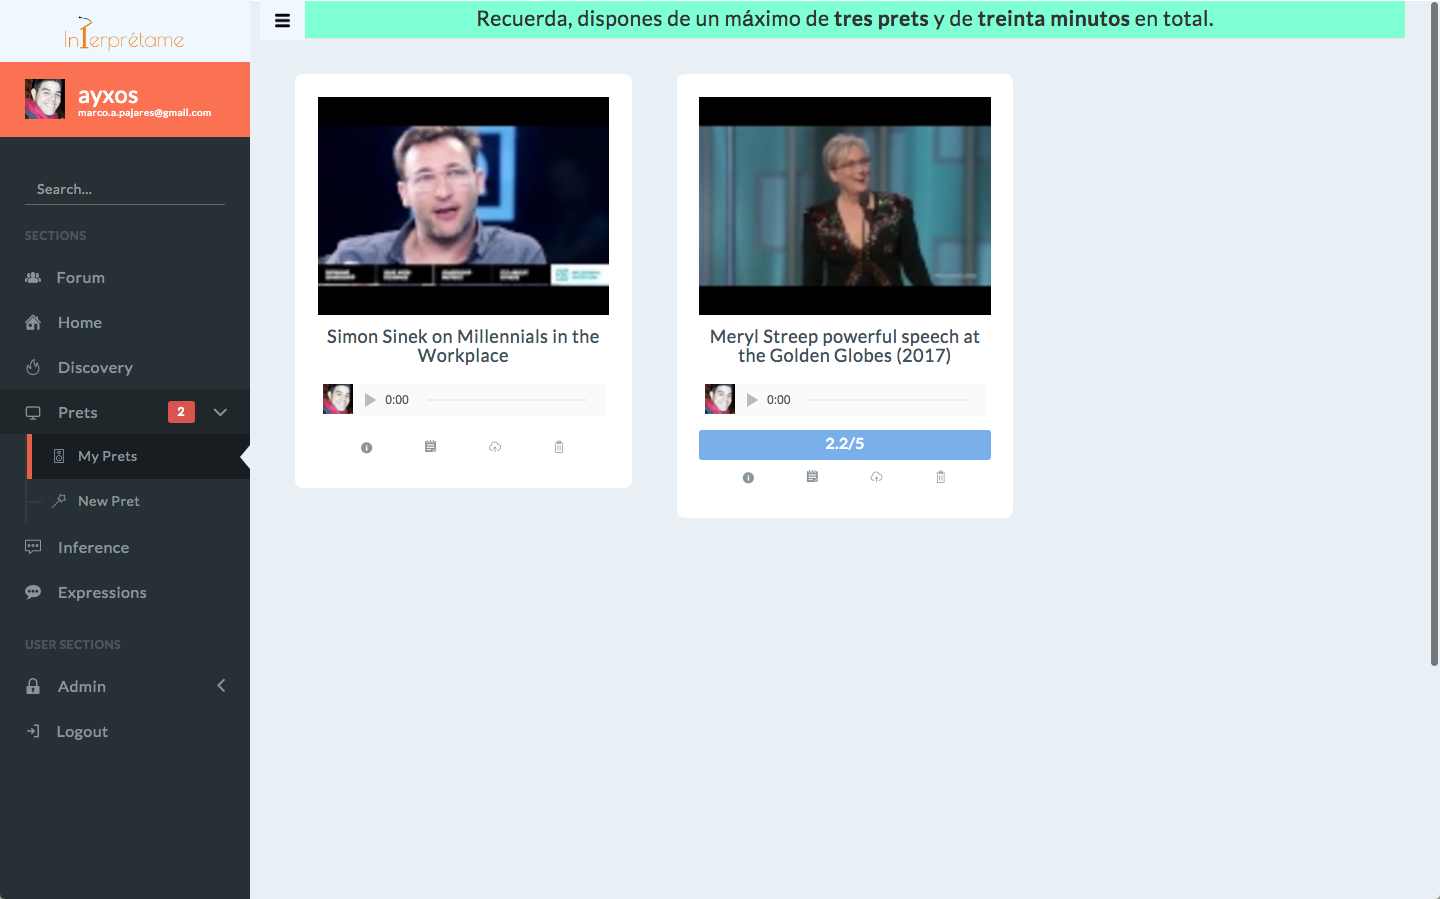 Interprétame
ayxos
marco.a.pajares@gmail.com
Search...
SECTIONS
Forum
Home
Discovery
Prets 2
My Prets
New Pret
Inference
Expressions
USER SECTIONS
Admin
Logout
Recuerda, dispones de un máximo de tres prets y de treinta minutos en total.
Simon Sinek on Millennials in the
Workplace
0:00
Meryl Streep powerful speech at
the Golden Globes (2017)
0:00
2.2/5